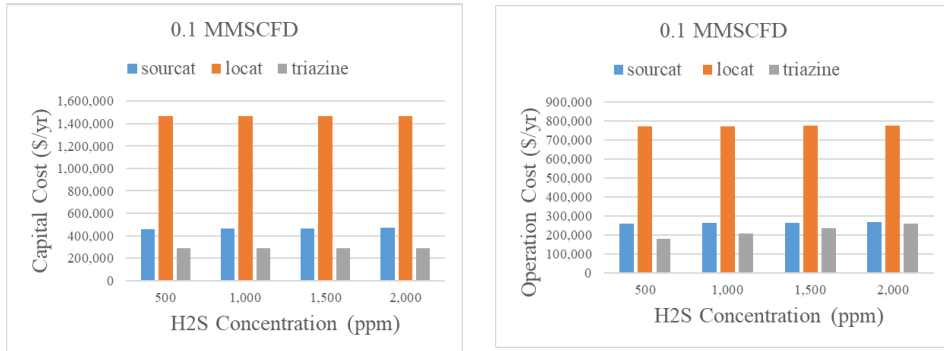 0.1 MMSCFD
sourcat locat triazine
Capital Cost ($/yr)
1,600,000
1,400,000
1,200,000
1,000,000
800,000
600,000
400,000
200,000
0
500 1,000 1,500 2,000
H2S Concentration (ppm)
0.1 MMSCFD
sourcat locat triazine
Operation Cost ($/yr)
900,000
800,000
700,000
600,000
500,000
400,000
300,000
200,000
100,000
0
500 1,000 1,500 2,000
H2S Concentration (ppm)